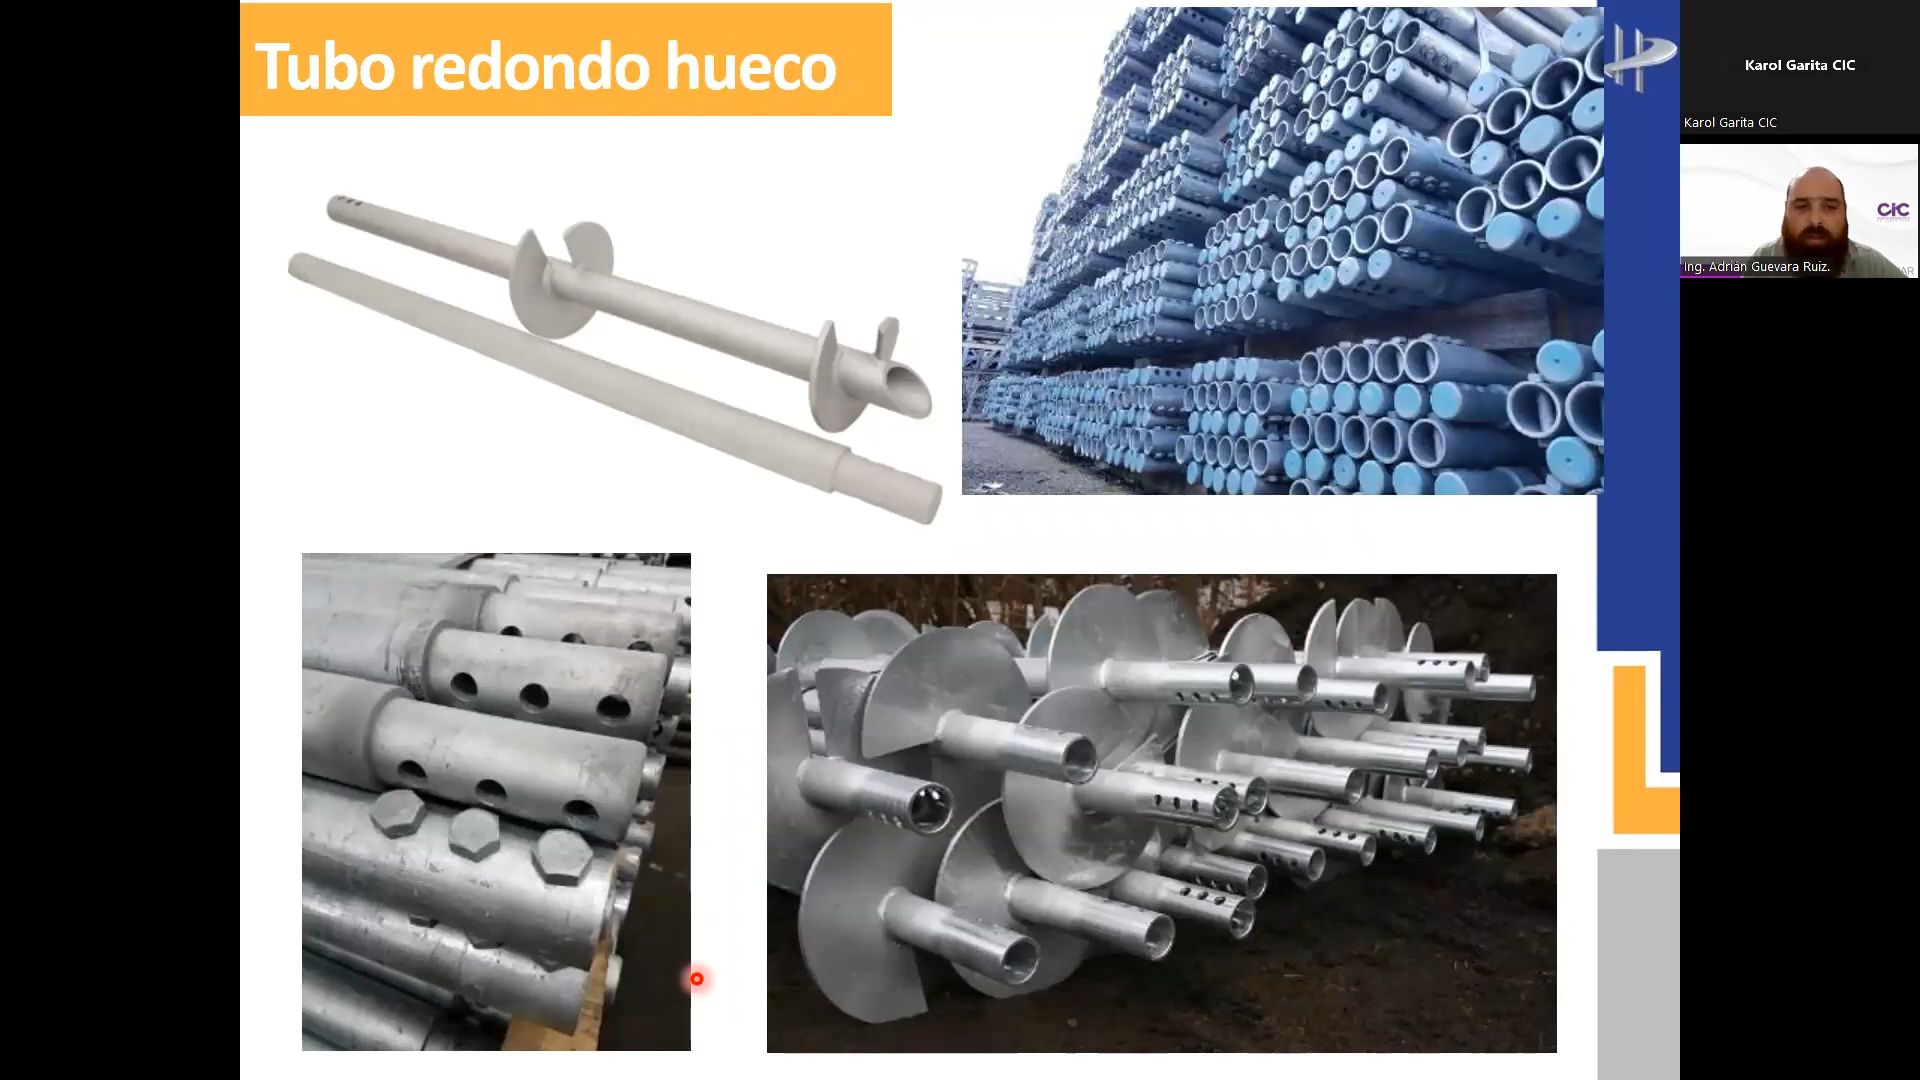 Tubo redondo hueco
Karol Garita CIC
Karol Garita CIC
CIC
Ing. Adrián Guevara Ruiz.